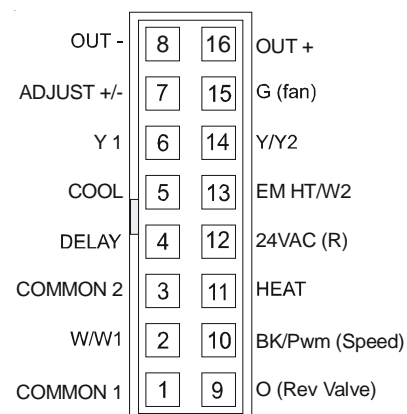 OUT - 8 16 OUT +
ADJUST +/- 7 15 G (fan)
Y 1 6 14 Y/Y2
COOL 5 13 EM HT/W2
DELAY 4 12 24VAC (R)
COMMON 2 3 11 HEAT
W/W1 2 10 BK/Pwm (Speed)
COMMON 1 1 9 O (Rev Valve)